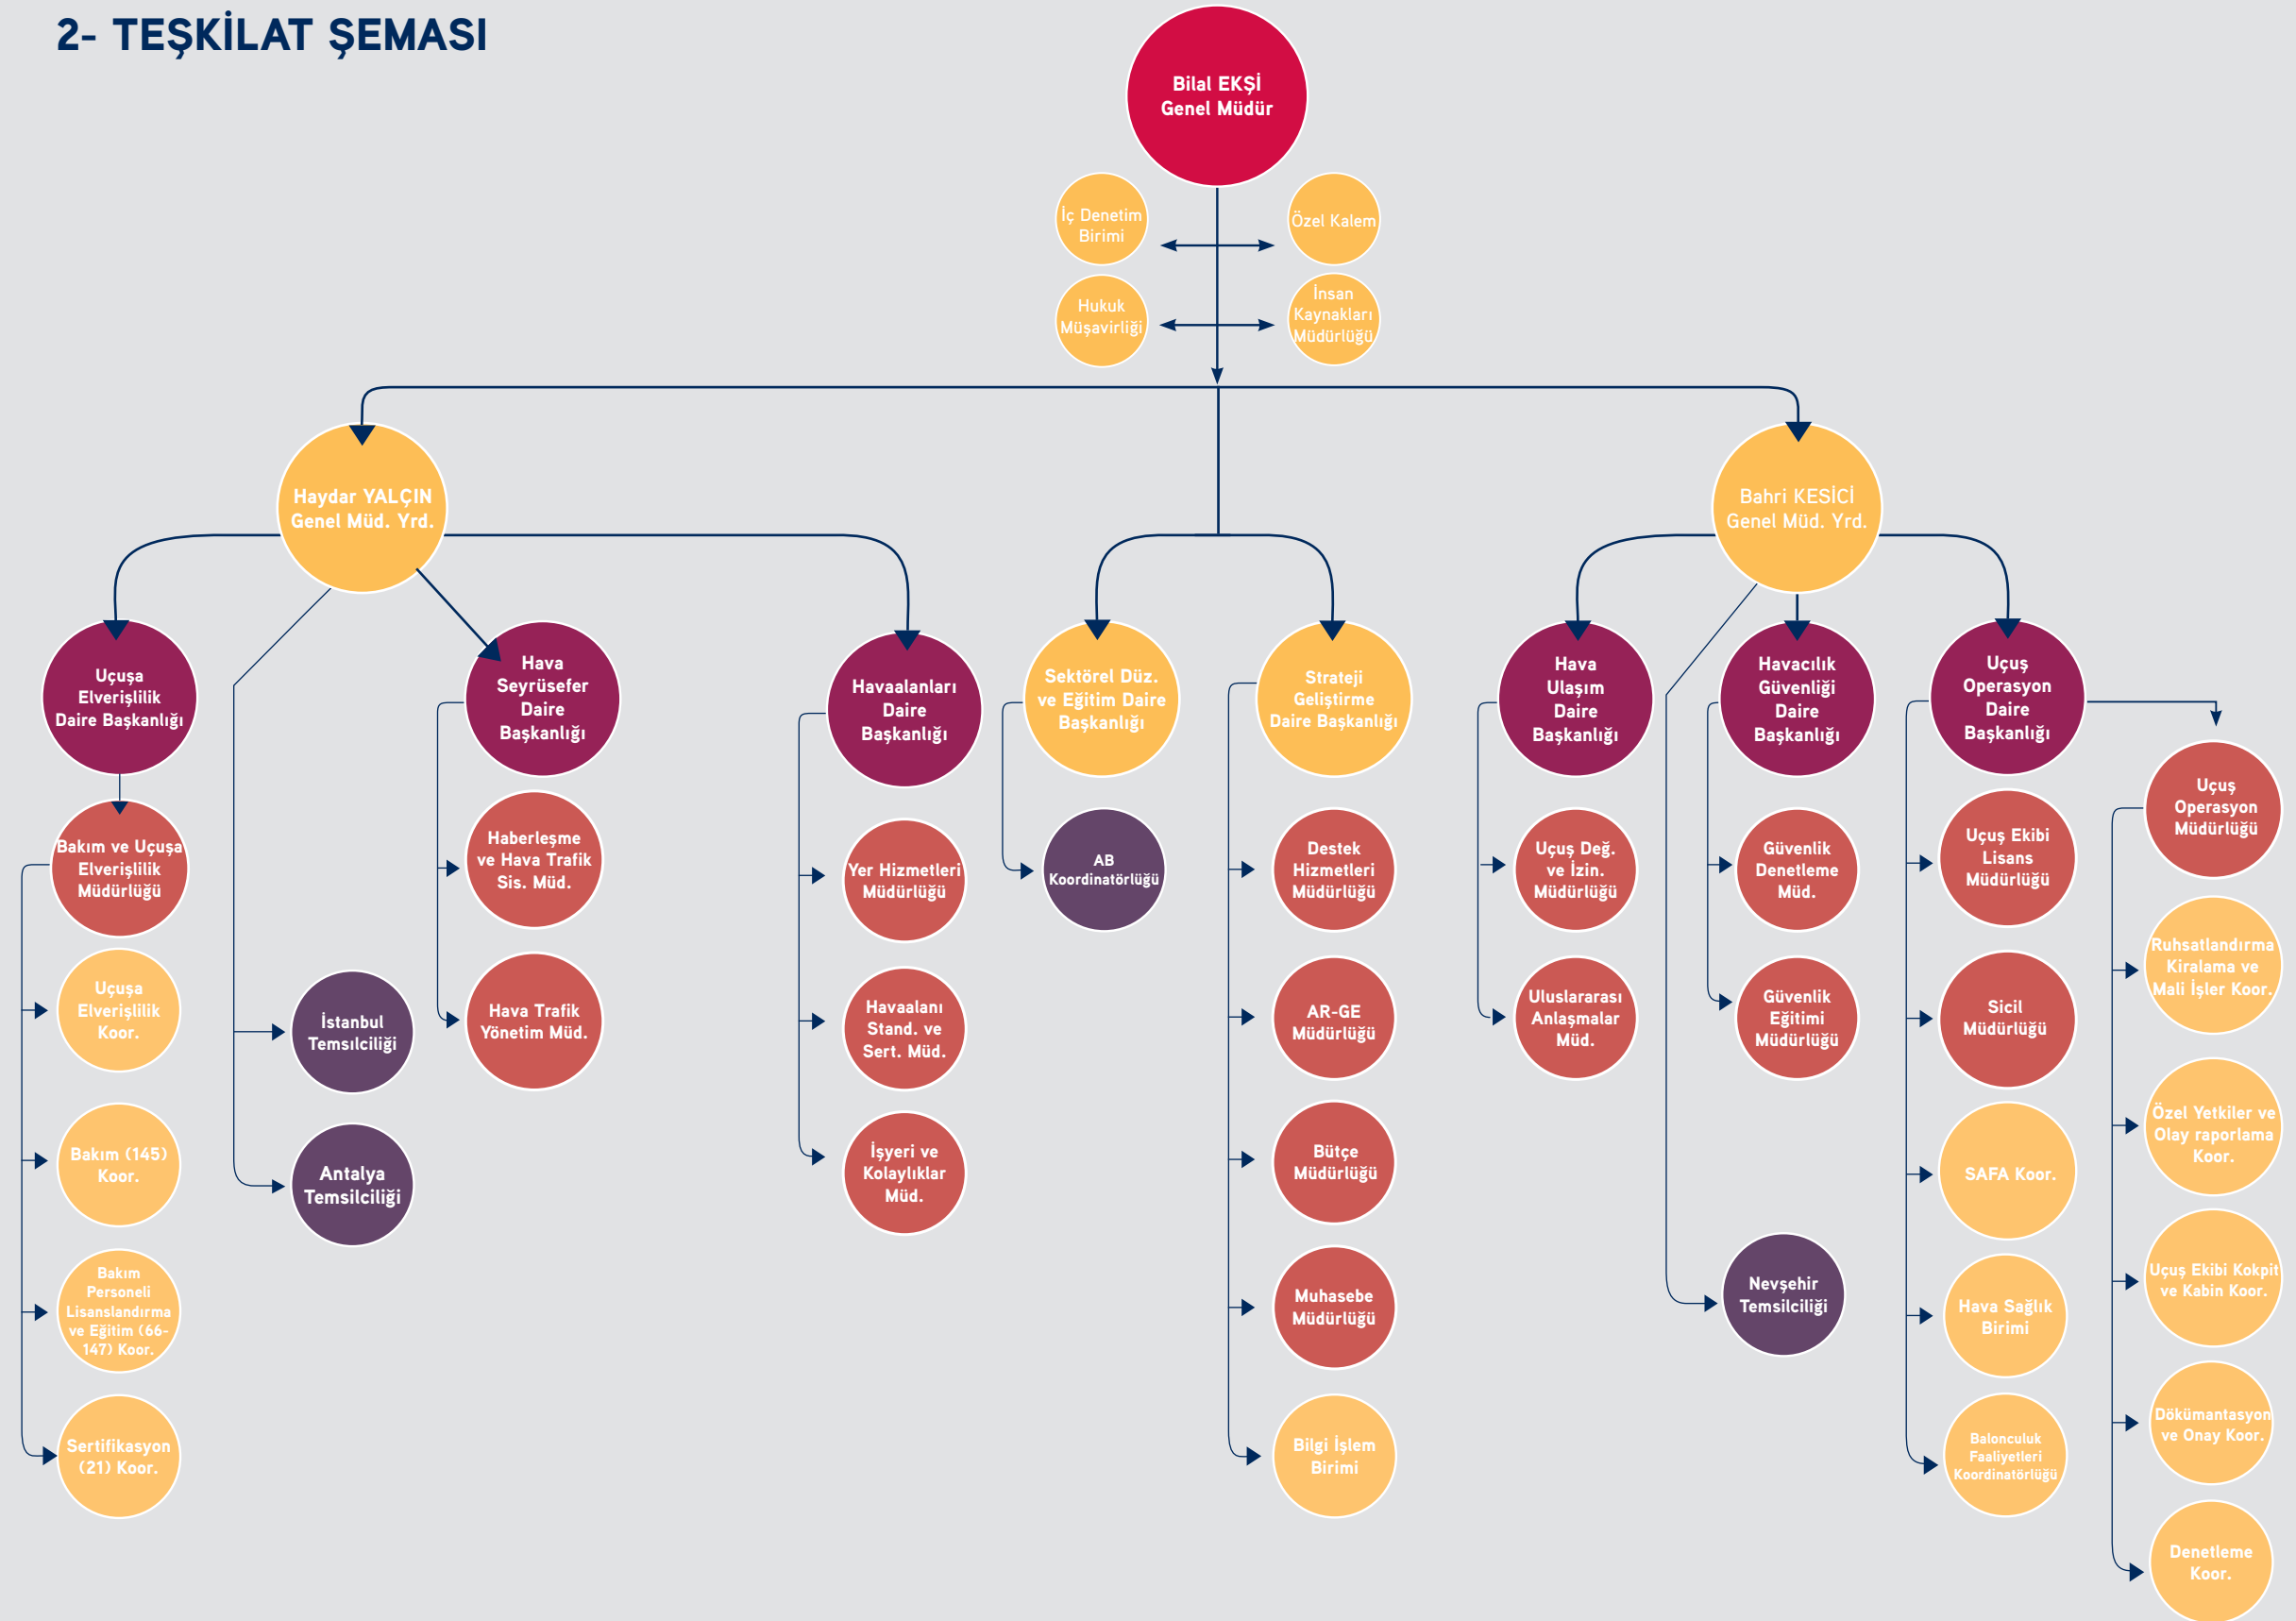 2- TEŞKİLAT ŞEMASI
Bilal EKŞİ
Genel Müdür
İç Denetim
Birimi
Özel Kalem
Hukuk
Müşavirliği
İnsan
Kaynakları
Müdürlüğü
Haydar YALÇIN
Genel Müd. Yrd.
Bahri KESİCİ
Genel Müd. Yrd.
Uçuşa
Elverişlilik
Daire Başkanlığı
Bakım ve Uçuşa
Elverişlilik
Müdürlüğü
Uçuşa
Elverişlilik
Koor.
Bakım (145)
Koor.
Bakım
Personeli
Lisanslandırma
ve Eğitim (66-
147) Koor.
Sertifikasyon
(21) Koor.
İstanbul
Temsilciliği
Antalya
Temsilciliği
Hava
Seyrüsefer
Daire
Başkanlığı
Haberleşme
ve Hava Trafik
Sis. Müd.
Hava Trafik
Yönetim Müd.
Havaalanları
Daire
Başkanlığı
Yer Hizmetleri
Müdürlüğü
Havaalanı
Stand. ve
Sert. Müd.
İşyeri ve
Kolaylıklar
Müd.
Sektörel Düz.
ve Eğitim Daire
Başkanlığı
AB
Koordinatörlüğü
Strateji
Geliştirme
Daire Başkanlığı
Destek
Hizmetleri
Müdürlüğü
AR-GE
Müdürlüğü
Bütçe
Müdürlüğü
Muhasebe
Müdürlüğü
Bilgi İşlem
Birimi
Hava
Ulaşım
Daire
Başkanlığı
Uçuş Değ.
ve İzin.
Müdürlüğü
Uluslararası
Anlaşmalar
Müd.
Havacılık
Güvenliği
Daire
Başkanlığı
Güvenlik
Denetleme
Müd.
Güvenlik
Eğitimi
Müdürlüğü
Nevşehir
Temsilciliği
Uçuş
Operasyon
Daire
Başkanlığı
Uçuş Ekibi
Lisans
Müdürlüğü
Sicil
Müdürlüğü
SAFA Koor.
Hava Sağlık
Birimi
Balonculuk
Faaliyetleri
Koordinatörlüğü
Uçuş
Operasyon
Müdürlüğü
Ruhsatlandırma
Kiralama ve
Mali İşler Koor.
Özel Yetkiler ve
Olay raporlama
Koor.
Uçuş Ekibi Kokpit
ve Kabin Koor.
Dökümantasyon
ve Onay Koor.
Denetleme
Koor.